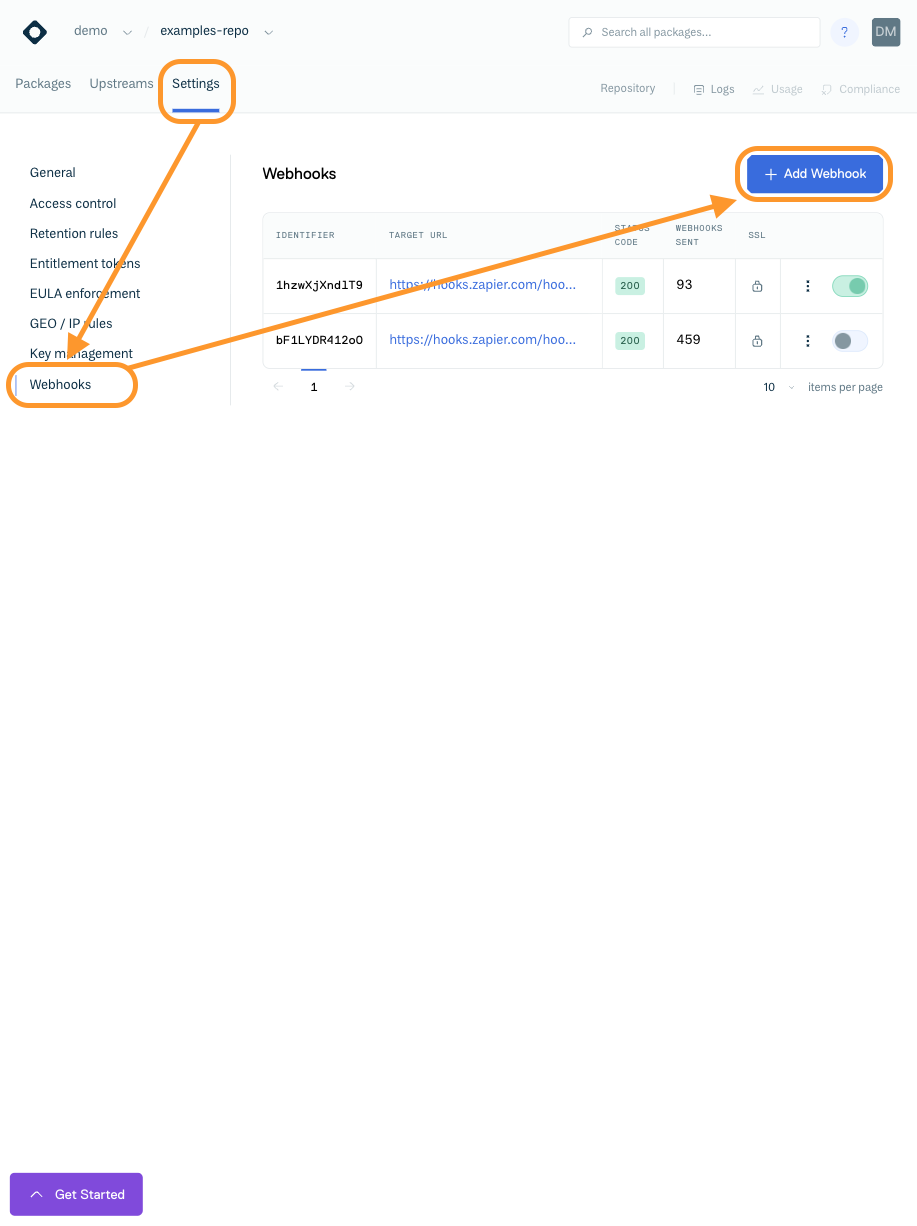 demo / examples-repo
Search all packages...
?
DM
Packages Upstreams Settings
Repository Logs Usage Compliance
General
Access control
Retention rules
Entitlement tokens
EULA enforcement
GEO / IP rules
Key management
Webhooks
Webhooks
+ Add Webhook
IDENTIFIER TARGET URL STATUS CODE WEBHOOKS SENT SSL
1hzwXjXndlT9 https://hooks.zapier.com/hoo... 200 93
bF1LYDR412oO https://hooks.zapier.com/hoo... 200 459
1
10 items per page
Get Started